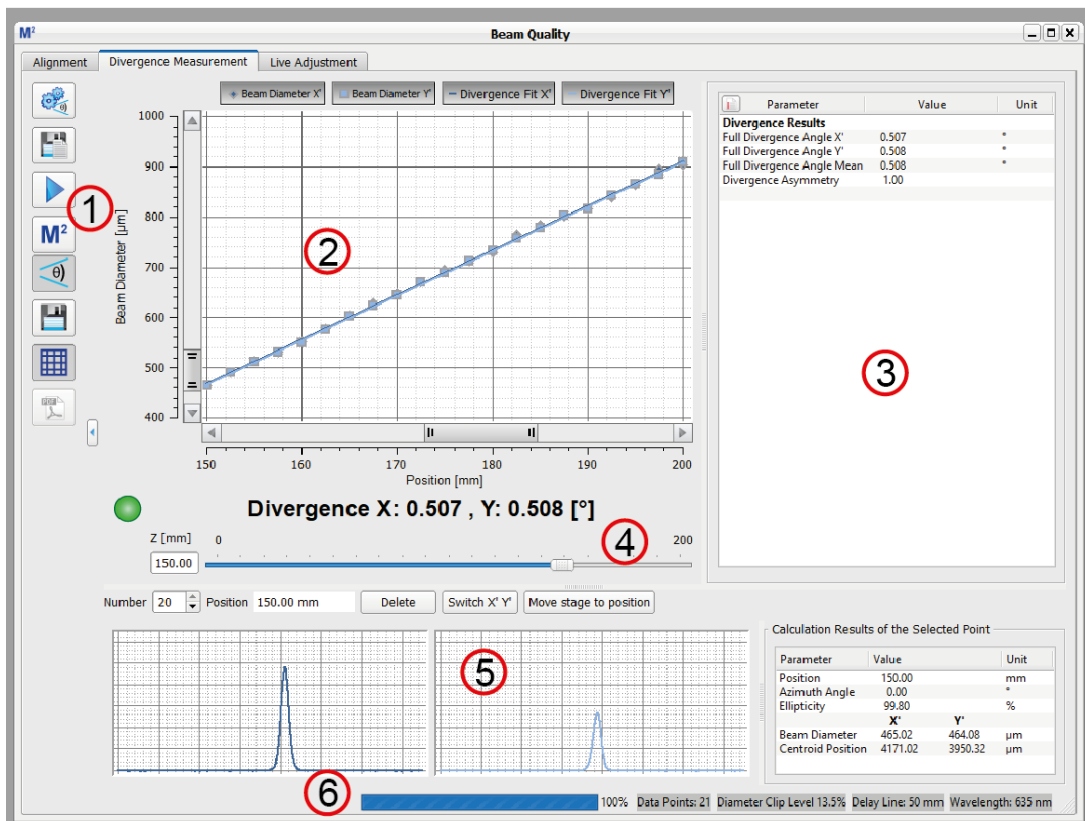 M²
Beam Quality
Alignment
Divergence Measurement
Live Adjustment
Beam Diameter X'
Beam Diameter Y'
Divergence Fit X'
Divergence Fit Y'
1
M²
θ)
PDF
Beam Diameter [µm]
1000
900
800
700
600
500
400
2
150 160 170 180 190 200
Position [mm]
Parameter Value Unit
Divergence Results
Full Divergence Angle X' 0.507 °
Full Divergence Angle Y' 0.508 °
Full Divergence Angle Mean 0.508 °
Divergence Asymmetry 1.00
3
Divergence X: 0.507 , Y: 0.508 [°]
Z [mm] 0 4 200
150.00
Number 20 Position 150.00 mm Delete Switch X' Y' Move stage to position
5
Calculation Results of the Selected Point
Parameter Value Unit
Position 150.00 mm
Azimuth Angle 0.00 °
Ellipticity 99.80 %
X' Y'
Beam Diameter 465.02 464.08 µm
Centroid Position 4171.02 3950.32 µm
6
100% Data Points: 21 Diameter Clip Level 13.5% Delay Line: 50 mm Wavelength: 635 nm